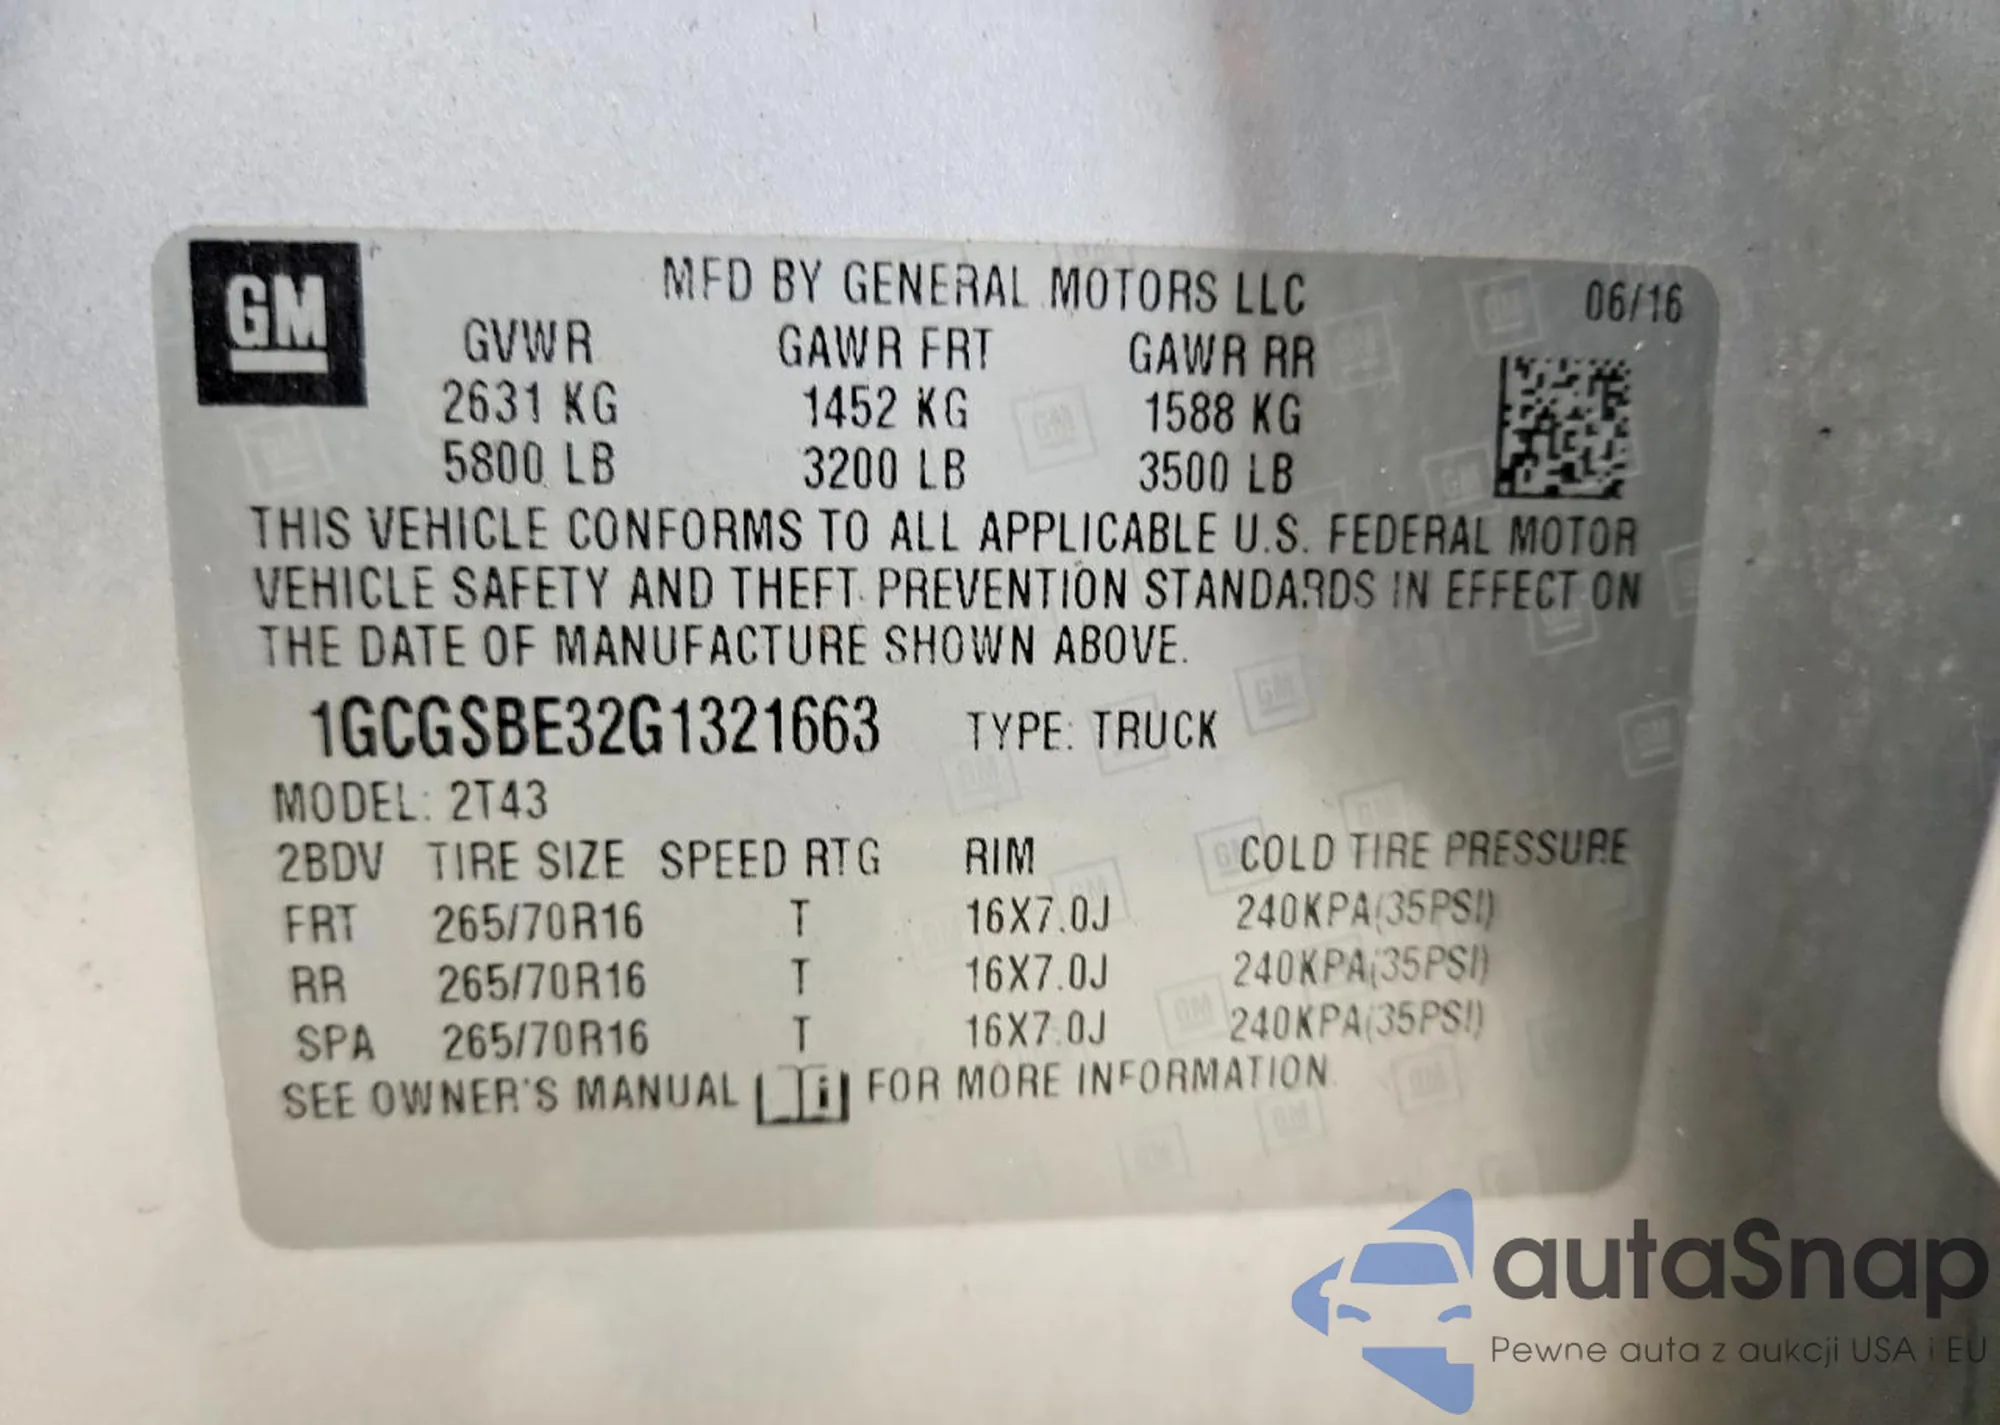 GM
MFD BY GENERAL MOTORS LLC 06/16
GVWR GAWR FRT GAWR RR
2631 KG 1452 KG 1588 KG
5800 LB 3200 LB 3500 LB
THIS VEHICLE CONFORMS TO ALL APPLICABLE U.S. FEDERAL MOTOR
VEHICLE SAFETY AND THEFT PREVENTION STANDARDS IN EFFECT ON
THE DATE OF MANUFACTURE SHOWN ABOVE.
1GCGSBE32G1321663 TYPE: TRUCK
MODEL: 2T43
2BDV TIRE SIZE SPEED RTG RIM COLD TIRE PRESSURE
FRT 265/70R16 T 16X7.0J 240KPA(35PSI)
RR 265/70R16 T 16X7.0J 240KPA(35PSI)
SPA 265/70R16 T 16X7.0J 240KPA(35PSI)
SEE OWNER'S MANUAL i FOR MORE INFORMATION.
autaSnap
Pewne auta z aukcji USA i EU